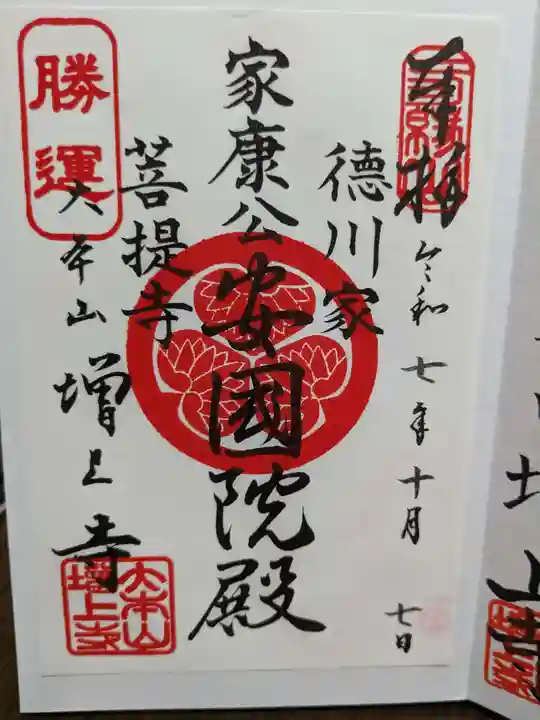 奉拝
令和七年十月七日
徳川家
家康公安國院殿
菩提寺
勝運
大本山増上寺
大本山
増上寺